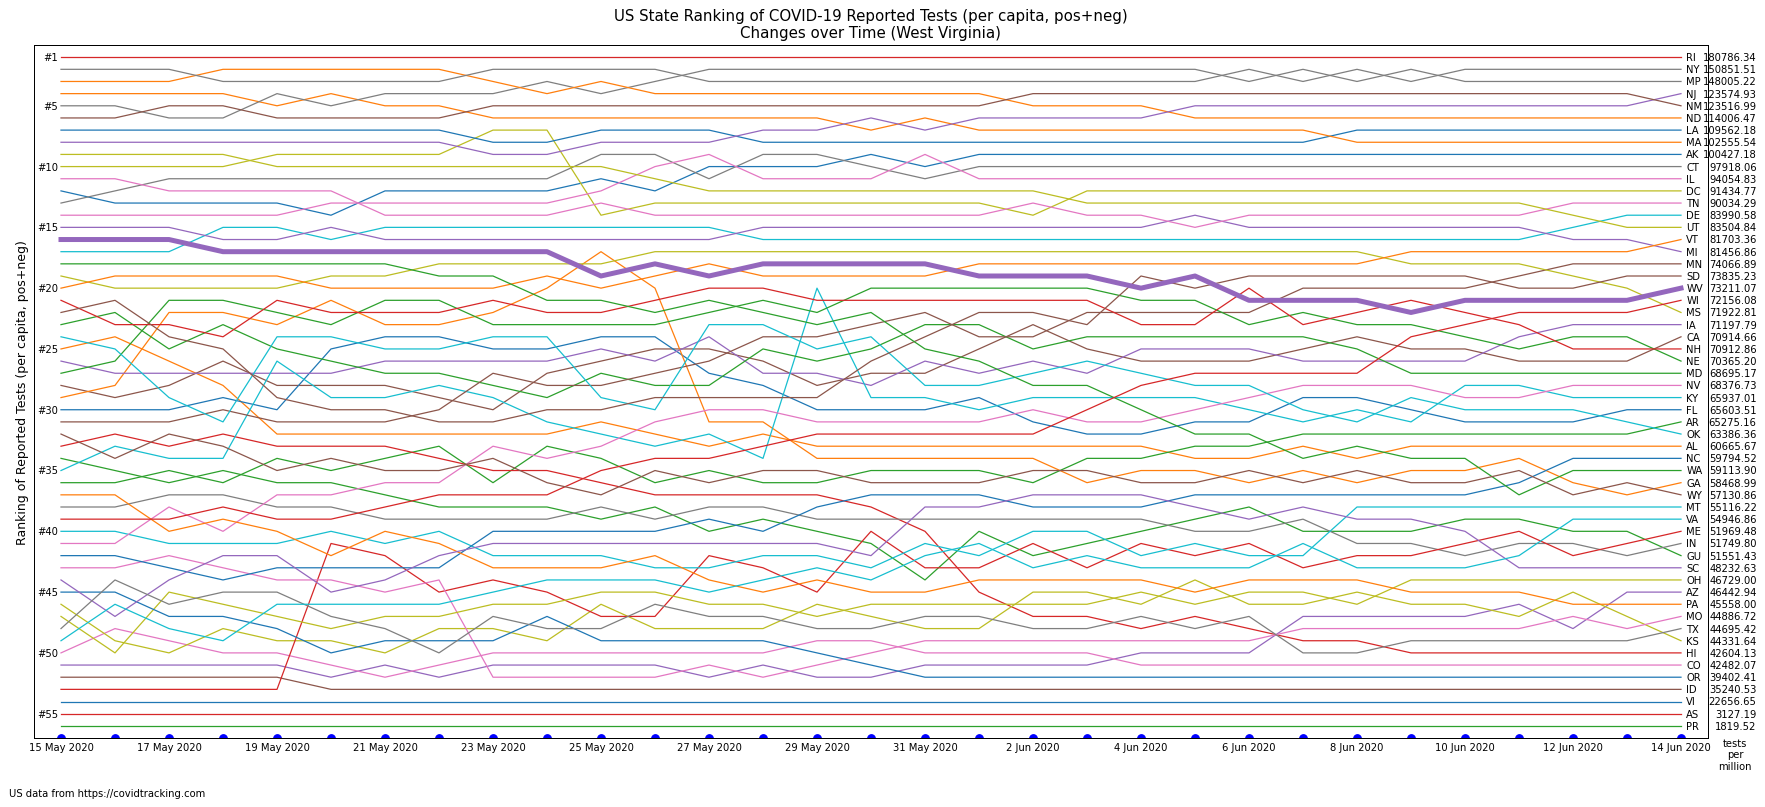 US State Ranking of COVID-19 Reported Tests (per capita, pos+neg)
Changes over Time (West Virginia)
Ranking of Reported Tests (per capita, pos+neg)
#1
#5
#10
#15
#20
#25
#30
#35
#40
#45
#50
#55
RI 180786.34
NY 150851.51
MP 148005.22
NJ 123574.93
NM 123516.99
ND 114006.47
LA 109562.18
MA 102555.54
AK 100427.18
CT 97918.06
IL 94054.83
DC 91434.77
TN 90034.29
DE 83990.58
UT 83504.84
VT 81703.36
MI 81456.86
MN 74066.89
SD 73835.23
WV 73211.07
WI 72156.08
MS 71922.81
IA 71197.79
CA 70914.66
NH 70912.86
NE 70365.20
MD 68695.17
NV 68376.73
KY 65937.01
FL 65603.51
AR 65275.16
OK 63386.36
AL 60665.67
NC 59794.52
WA 59113.90
GA 58468.99
WY 57130.86
MT 55116.22
VA 54946.86
ME 51969.48
IN 51749.80
GU 51551.43
SC 48232.63
OH 46729.00
AZ 46442.94
PA 45558.00
MO 44886.72
TX 44695.42
KS 44331.64
HI 42604.13
CO 42482.07
OR 39402.41
ID 35240.53
VI 22656.65
AS 3127.19
PR 1819.52
15 May 2020 17 May 2020 19 May 2020 21 May 2020 23 May 2020 25 May 2020 27 May 2020 29 May 2020 31 May 2020 2 Jun 2020 4 Jun 2020 6 Jun 2020 8 Jun 2020 10 Jun 2020 12 Jun 2020 14 Jun 2020
tests
per
million
US data from https://covidtracking.com